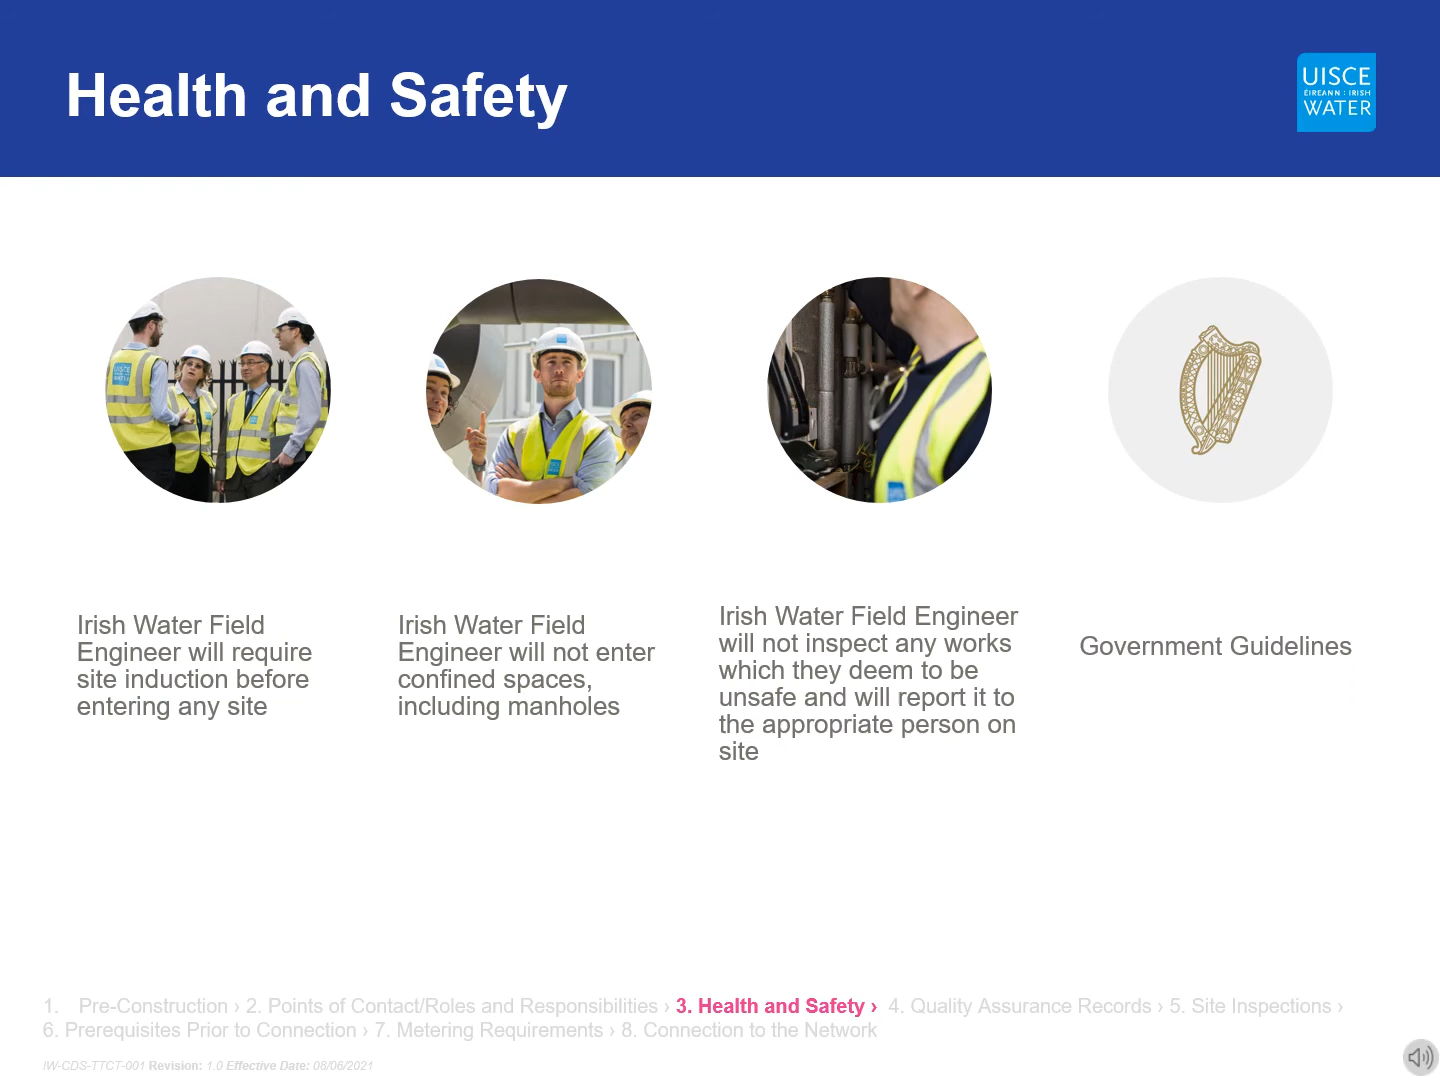 Health and Safety
UISCE
ÉIREANN : IRISH
WATER
Irish Water Field
Engineer will require
site induction before
entering any site
Irish Water Field
Engineer will not enter
confined spaces,
including manholes
Irish Water Field Engineer
will not inspect any works
which they deem to be
unsafe and will report it to
the appropriate person on
site
Government Guidelines
1. Pre-Construction › 2. Points of Contact/Roles and Responsibilities › 3. Health and Safety › 4. Quality Assurance Records › 5. Site Inspections ›
6. Prerequisites Prior to Connection › 7. Metering Requirements › 8. Connection to the Network
IW-CDS-TTCT-001 Revision: 1.0 Effective Date: 08/06/2021